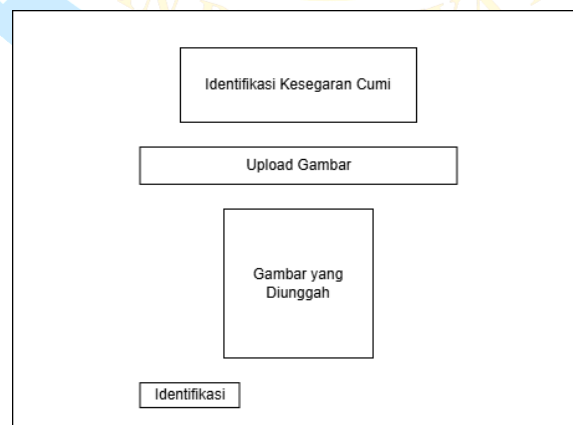 Identifikasi Kesegaran Cumi
Upload Gambar
Gambar yang
Diunggah
Identifikasi